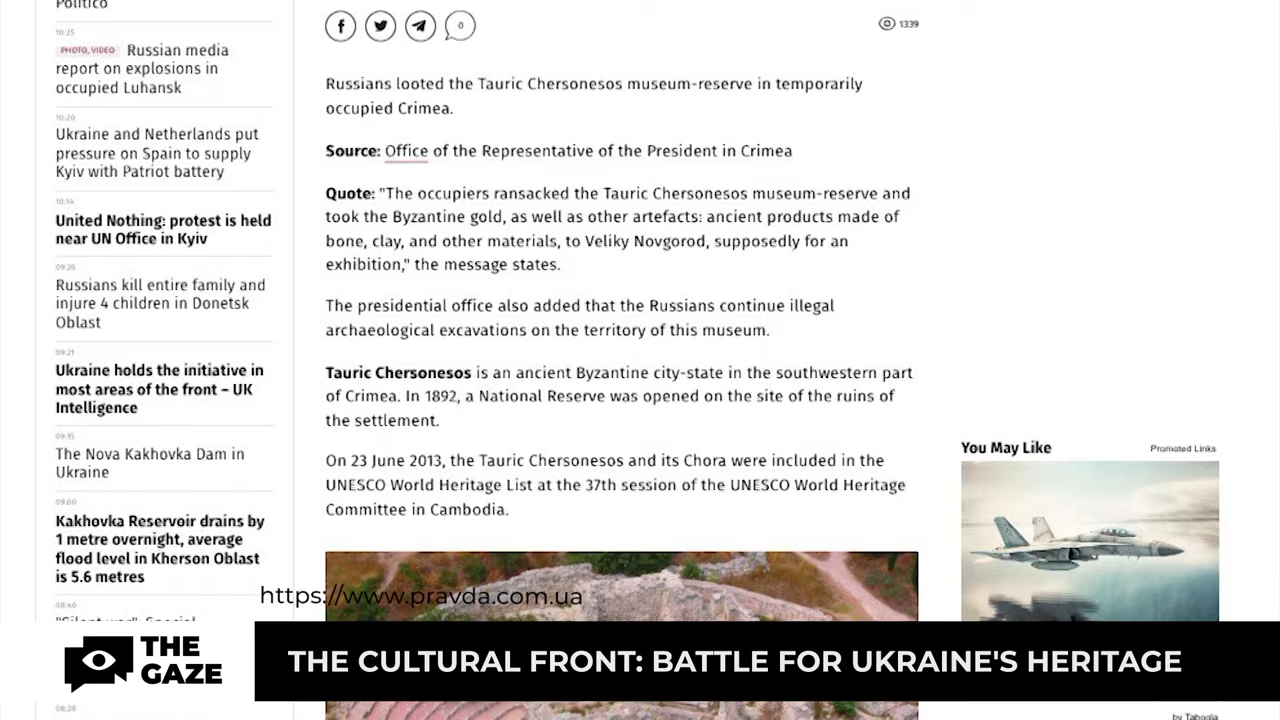 Politico
10:25
PHOTO, VIDEO Russian media
report on explosions in
occupied Luhansk
10:20
Ukraine and Netherlands put
pressure on Spain to supply
Kyiv with Patriot battery
10:14
United Nothing: protest is held
near UN Office in Kyiv
09:25
Russians kill entire family and
injure 4 children in Donetsk
Oblast
09:21
Ukraine holds the initiative in
most areas of the front – UK
Intelligence
09:15
The Nova Kakhovka Dam in
Ukraine
09:00
Kakhovka Reservoir drains by
1 metre overnight, average
flood level in Kherson Oblast
is 5.6 metres
08:40
"Silent war": Special
08:28
0
1339
Russians looted the Tauric Chersonesos museum-reserve in temporarily
occupied Crimea.
Source: Office of the Representative of the President in Crimea
Quote: "The occupiers ransacked the Tauric Chersonesos museum-reserve and
took the Byzantine gold, as well as other artefacts: ancient products made of
bone, clay, and other materials, to Veliky Novgorod, supposedly for an
exhibition," the message states.
The presidential office also added that the Russians continue illegal
archaeological excavations on the territory of this museum.
Tauric Chersonesos is an ancient Byzantine city-state in the southwestern part
of Crimea. In 1892, a National Reserve was opened on the site of the ruins of
the settlement.
On 23 June 2013, the Tauric Chersonesos and its Chora were included in the
UNESCO World Heritage List at the 37th session of the UNESCO World Heritage
Committee in Cambodia.
You May Like
Promoted Links
by Taboola
https://www.pravda.com.ua
THE
GAZE
THE CULTURAL FRONT: BATTLE FOR UKRAINE'S HERITAGE